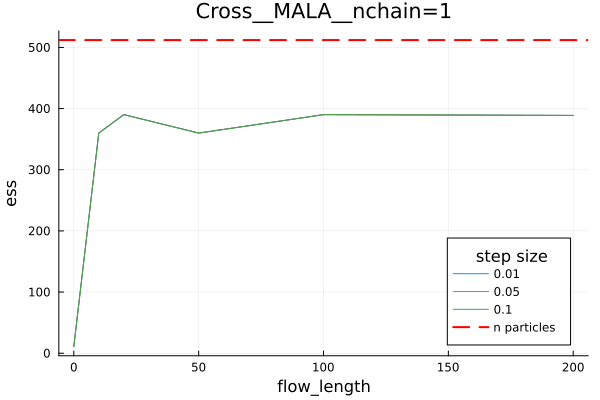 Cross__MALA__nchain=1
ess
500
400
300
200
100
0
step size
0.01
0.05
0.1
n particles
0 50 100 150 200
flow_length